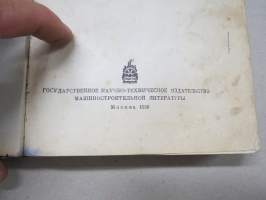 ГОСУДАРСТВЕННОЕ НАУЧНО-ТЕХНИЧЕСКОЕ ИЗДАТЕЛЬСТВО
МАШИНОСТРОИТЕЛЬНОЙ ЛИТЕРАТУРЫ
Москва